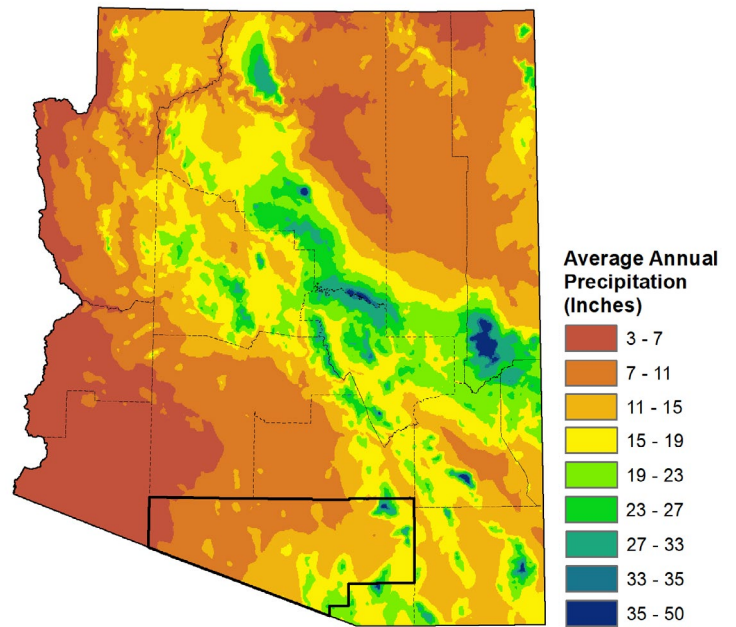 Average Annual
Precipitation
(Inches)
3 - 7
7 - 11
11 - 15
15 - 19
19 - 23
23 - 27
27 - 33
33 - 35
35 - 50